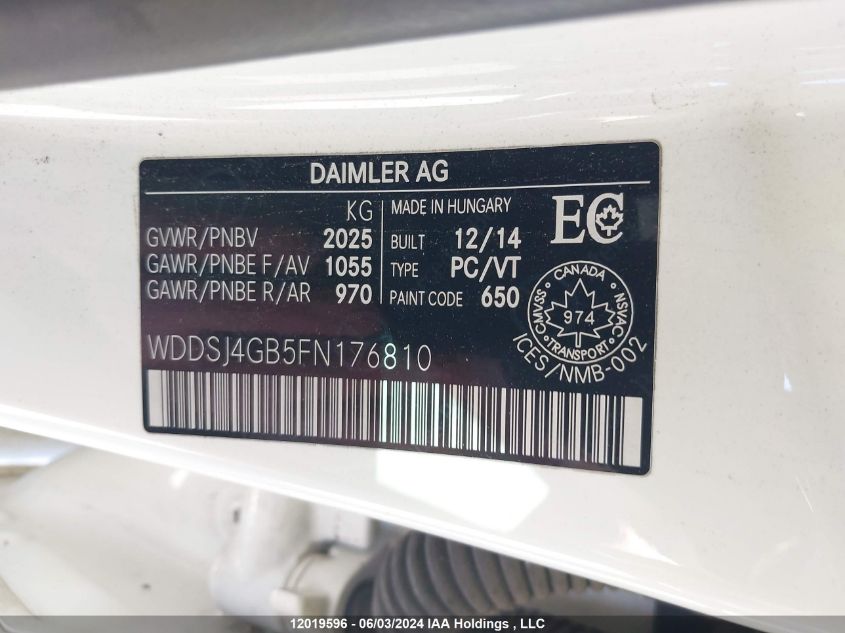 DAIMLER AG
KG
GVWR/PNBV 2025
GAWR/PNBE F/AV 1055
GAWR/PNBE R/AR 970
MADE IN HUNGARY
BUILT 12/14
TYPE PC/VT
PAINT CODE 650
EC
CANADA
CMVSS 974 NSVAC
TRANSPORT
ICES/NMB-002
WDDSJ4GB5FN176810
12019596 - 06/03/2024 IAA Holdings , LLC